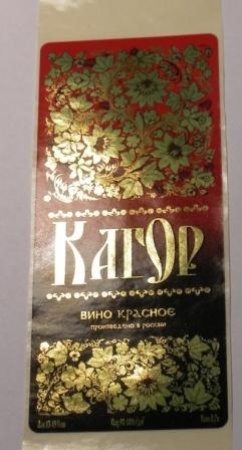 КАГОР
ВИНО КРАСНОЕ
ПРОИЗВЕДЕНО В РОССИИ